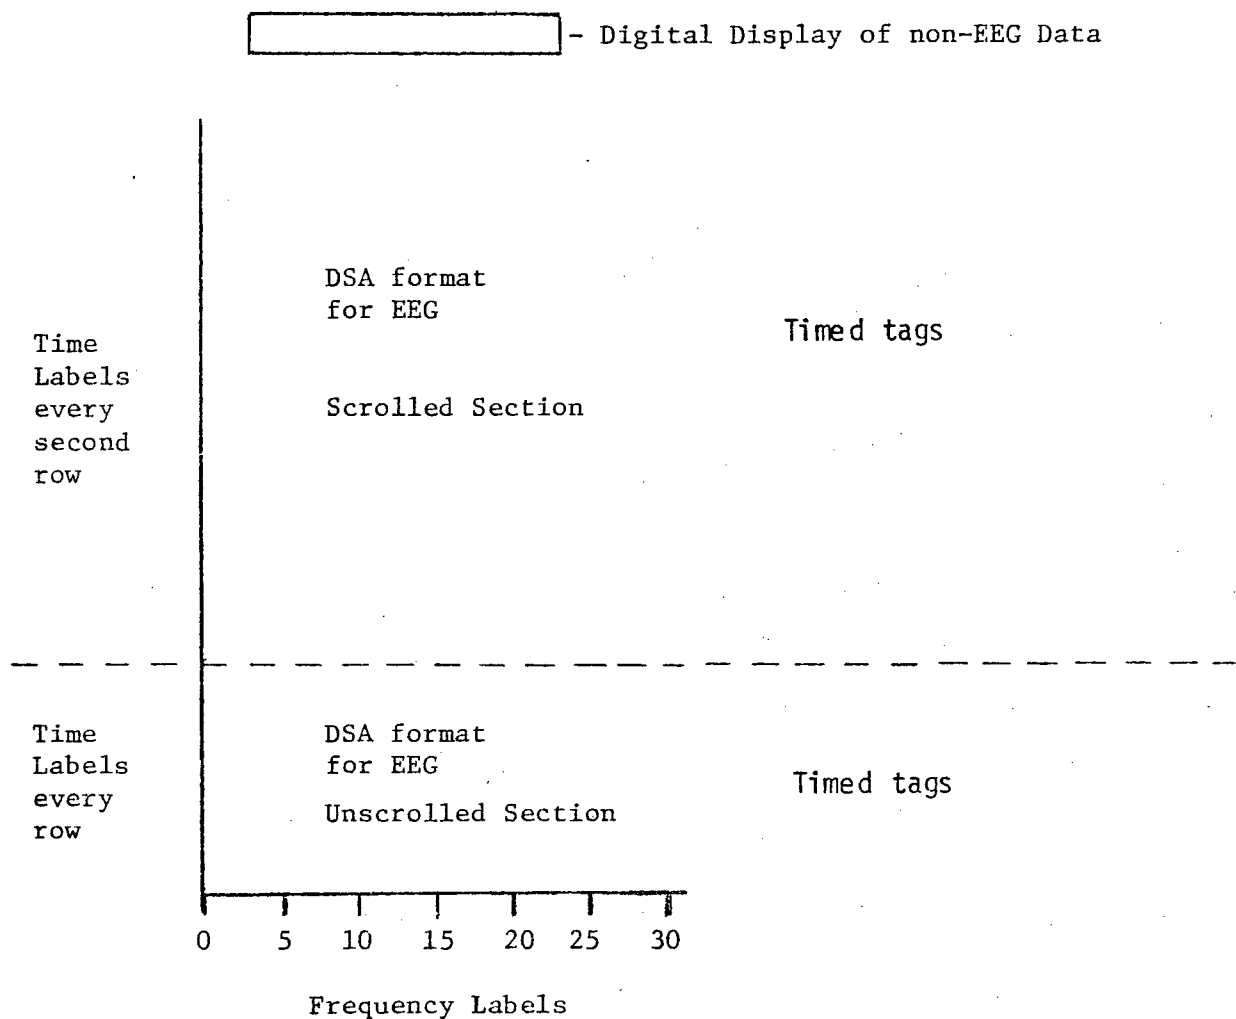 - Digital Display of non-EEG Data
DSA format
for EEG
Timed tags
Time
Labels
every
second
row
Scrolled Section
Time
Labels
every
row
DSA format
for EEG
Unscrolled Section
Timed tags
0 5 10 15 20 25 30
Frequency Labels